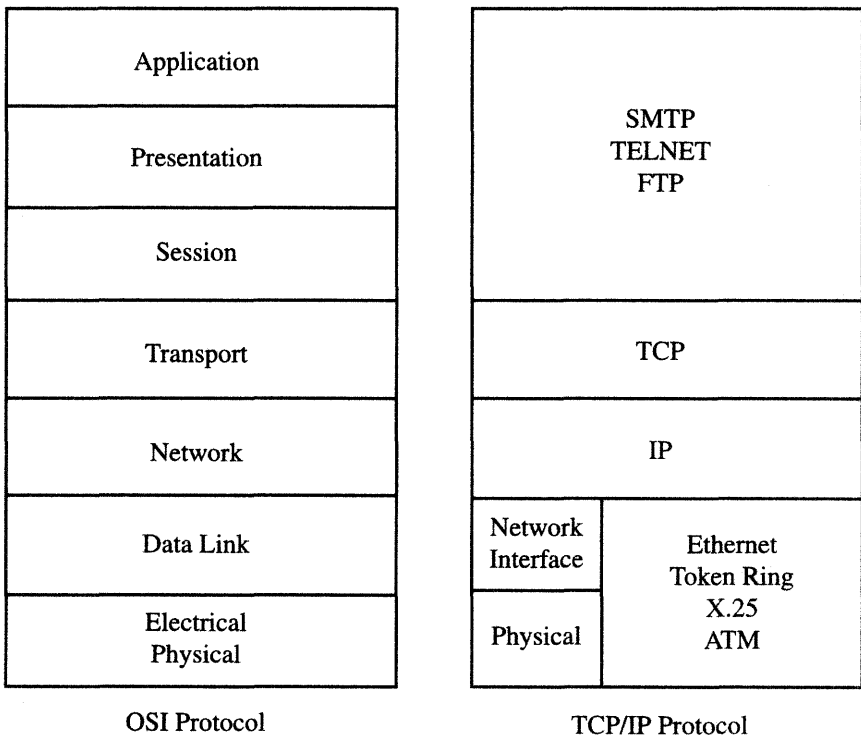 Application
Presentation
Session
Transport
Network
Data Link
Electrical
Physical
OSI Protocol
SMTP
TELNET
FTP
TCP
IP
Network
Interface
Physical
Ethernet
Token Ring
X.25
ATM
TCP/IP Protocol